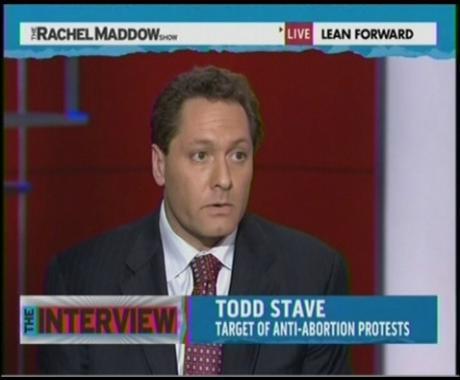 THE RACHEL MADDOW SHOW
LIVE LEAN FORWARD
THE INTERVIEW
TODD STAVE
TARGET OF ANTI-ABORTION PROTESTS